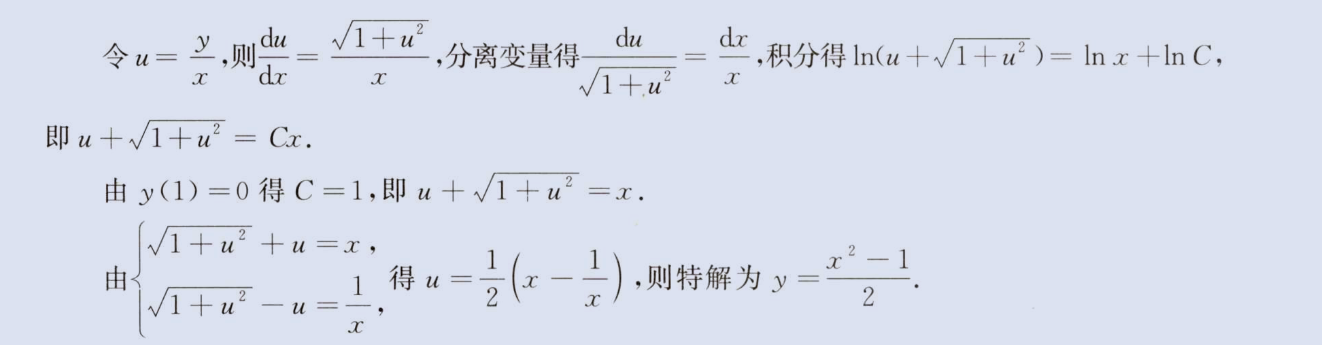 令 u = y/x ,则 du/dx = √(1+u²)/x ,分离变量得 du/√(1+u²) = dx/x ,积分得 ln(u+√(1+u²)) = ln x + ln C,
即 u+√(1+u²) = Cx.
由 y(1)=0 得 C=1,即 u+√(1+u²) =x.
由{√(1+u²) +u=x, √(1+u²) −u=1/x, 得 u=1/2(x−1/x),则特解为 y=(x²−1)/2.